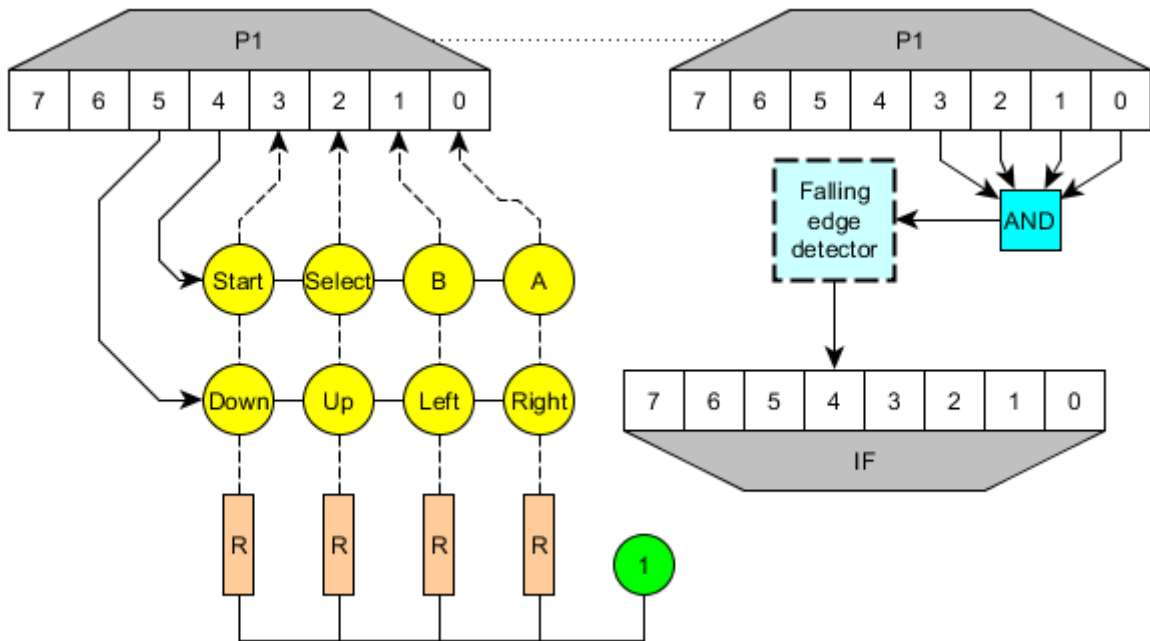 P1 P1
7 6 5 4 3 2 1 0 7 6 5 4 3 2 1 0
Falling
edge
detector
AND
Start Select B A
Down Up Left Right
7 6 5 4 3 2 1 0
IF
R R R R
1